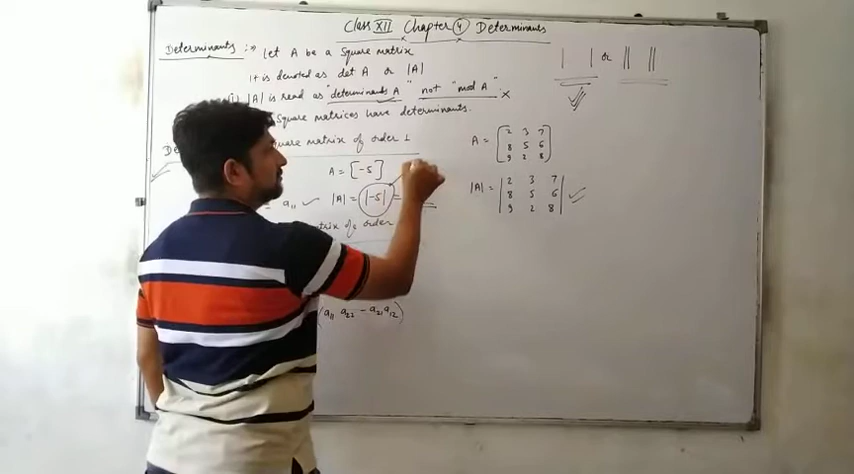 Class XII Chapter 4 Determinants
Determinants :- Let A be a Square matrix
It is denoted as det A or |A|
|A| is read as "determinants A" not "mod A" x
Square matrices have determinants.
Square matrix of order 1
A = [-5]
a₁₁ ✓ |A| = |-5| =
matrix of order
(a₁₁ a₂₂ - a₂₁ a₁₂)
| | or || ||
A = [2 3 7
8 5 6
9 2 8]
|A| = |2 3 7
8 5 6
9 2 8| ✓